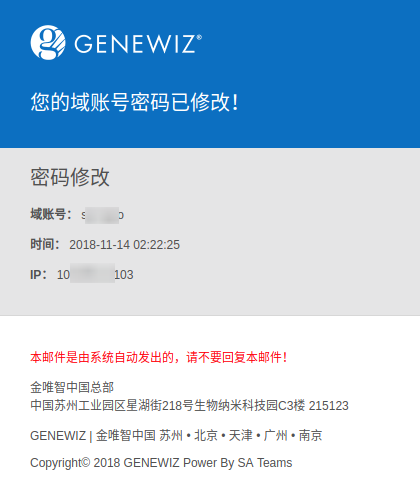 GENEWIZ®
您的域账号密码已修改！
密码修改
域账号： s o
时间： 2018-11-14 02:22:25
IP： 10 103
本邮件是由系统自动发出的，请不要回复本邮件！
金唯智中国总部
中国苏州工业园区星湖街218号生物纳米科技园C3楼 215123
GENEWIZ | 金唯智中国 苏州 • 北京 • 天津 • 广州 • 南京
Copyright© 2018 GENEWIZ Power By SA Teams